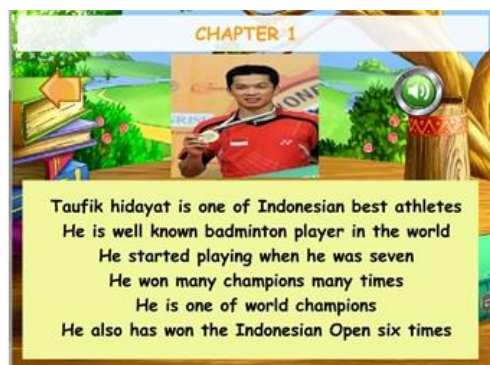 CHAPTER 1
Taufik hidayat is one of Indonesian best athletes
He is well known badminton player in the world
He started playing when he was seven
He won many champions many times
He is one of world champions
He also has won the Indonesian Open six times